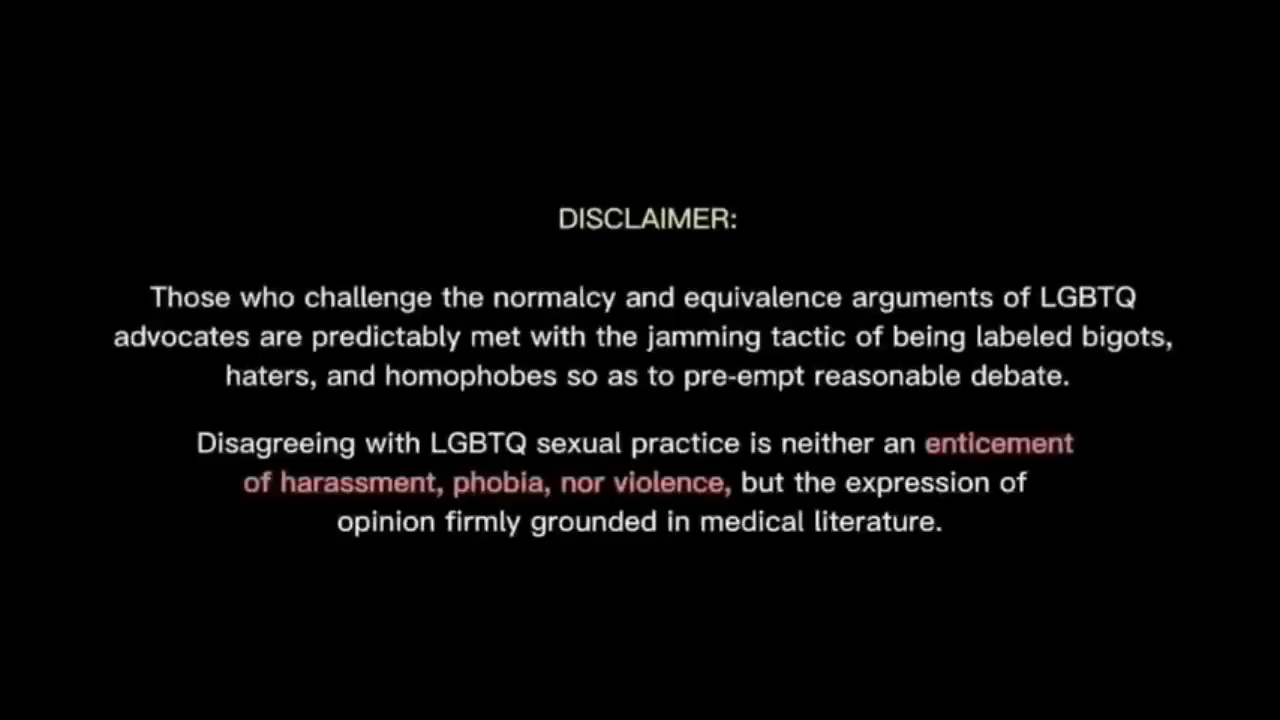 DISCLAIMER:
Those who challenge the normalcy and equivalence arguments of LGBTQ
advocates are predictably met with the jamming tactic of being labeled bigots,
haters, and homophobes so as to pre-empt reasonable debate.
Disagreeing with LGBTQ sexual practice is neither an enticement
of harassment, phobia, nor violence, but the expression of
opinion firmly grounded in medical literature.